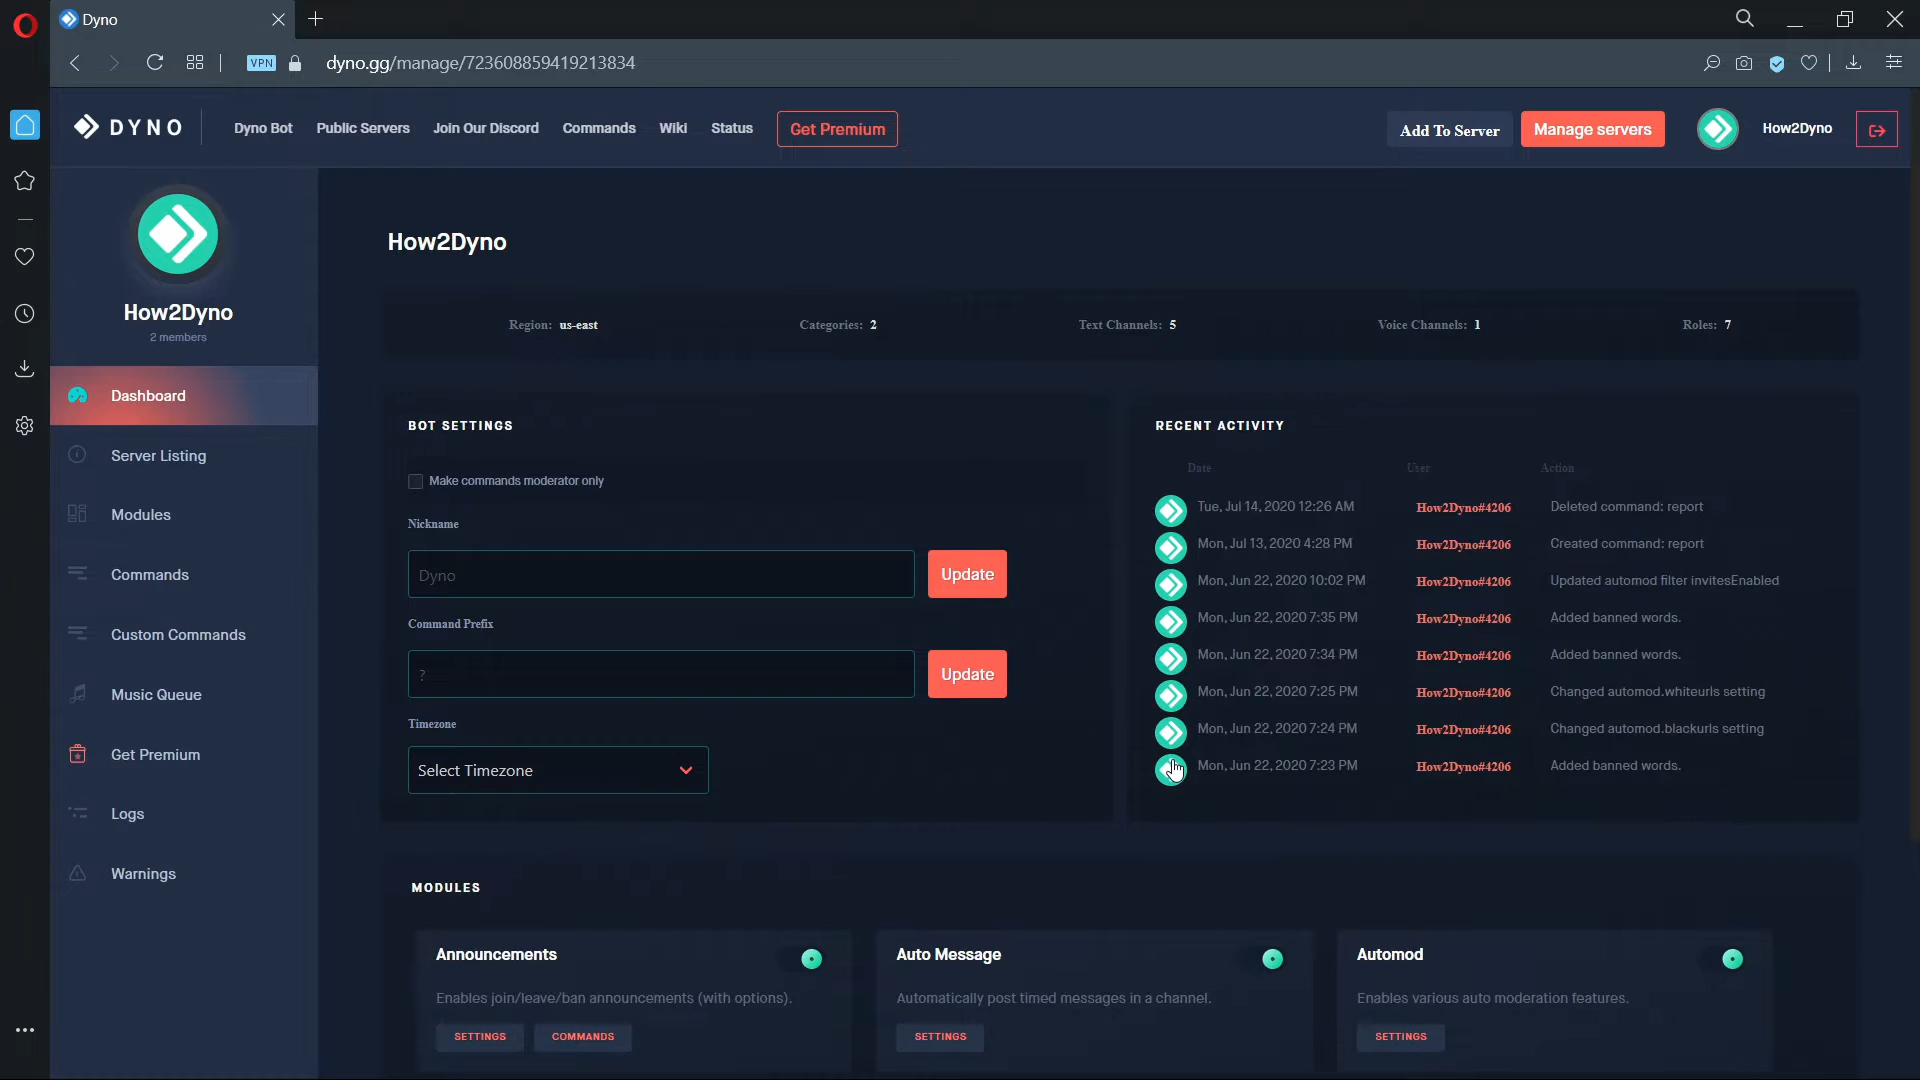 Dyno
VPN
dyno.gg/manage/723608859419213834
DYNO
Dyno Bot
Public Servers
Join Our Discord
Commands
Wiki
Status
Get Premium
Add To Server
Manage servers
How2Dyno
How2Dyno
2 members
Dashboard
Server Listing
Modules
Commands
Custom Commands
Music Queue
Get Premium
Logs
Warnings
How2Dyno
Region: us-east
Categories: 2
Text Channels: 5
Voice Channels: 1
Roles: 7
BOT SETTINGS
Make commands moderator only
Nickname
Dyno
Update
Command Prefix
?
Update
Timezone
Select Timezone
RECENT ACTIVITY
Date User Action
Tue, Jul 14, 2020 12:26 AM How2Dyno#4206 Deleted command: report
Mon, Jul 13, 2020 4:28 PM How2Dyno#4206 Created command: report
Mon, Jun 22, 2020 10:02 PM How2Dyno#4206 Updated automod filter invitesEnabled
Mon, Jun 22, 2020 7:35 PM How2Dyno#4206 Added banned words.
Mon, Jun 22, 2020 7:34 PM How2Dyno#4206 Added banned words.
Mon, Jun 22, 2020 7:25 PM How2Dyno#4206 Changed automod.whiteurls setting
Mon, Jun 22, 2020 7:24 PM How2Dyno#4206 Changed automod.blackurls setting
Mon, Jun 22, 2020 7:23 PM How2Dyno#4206 Added banned words.
MODULES
Announcements
Enables join/leave/ban announcements (with options).
SETTINGS
COMMANDS
Auto Message
Automatically post timed messages in a channel.
SETTINGS
Automod
Enables various auto moderation features.
SETTINGS